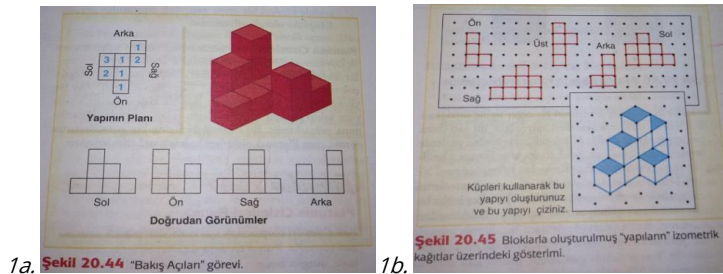 Arka
1
3 1 2
2 1
1
Sol
Sağ
Ön
Yapının Planı
Sol
Ön
Sağ
Arka
Doğrudan Görünümler
1a.
Şekil 20.44 "Bakış Açıları" görevi.
Ön
Üst
Arka
Sol
Sağ
Küpleri kullanarak bu
yapıyı oluşturunuz
ve bu yapıyı çiziniz.
1b.
Şekil 20.45 Bloklarla oluşturulmuş "yapıların" izometrik
kağıtlar üzerindeki gösterimi.